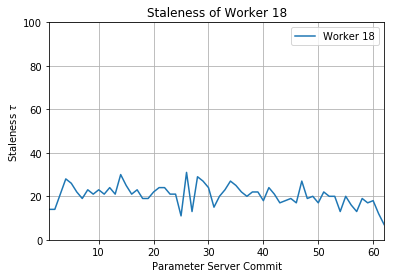 Staleness of Worker 18
Worker 18
100
80
60
40
20
0
Staleness τ
10 20 30 40 50 60
Parameter Server Commit